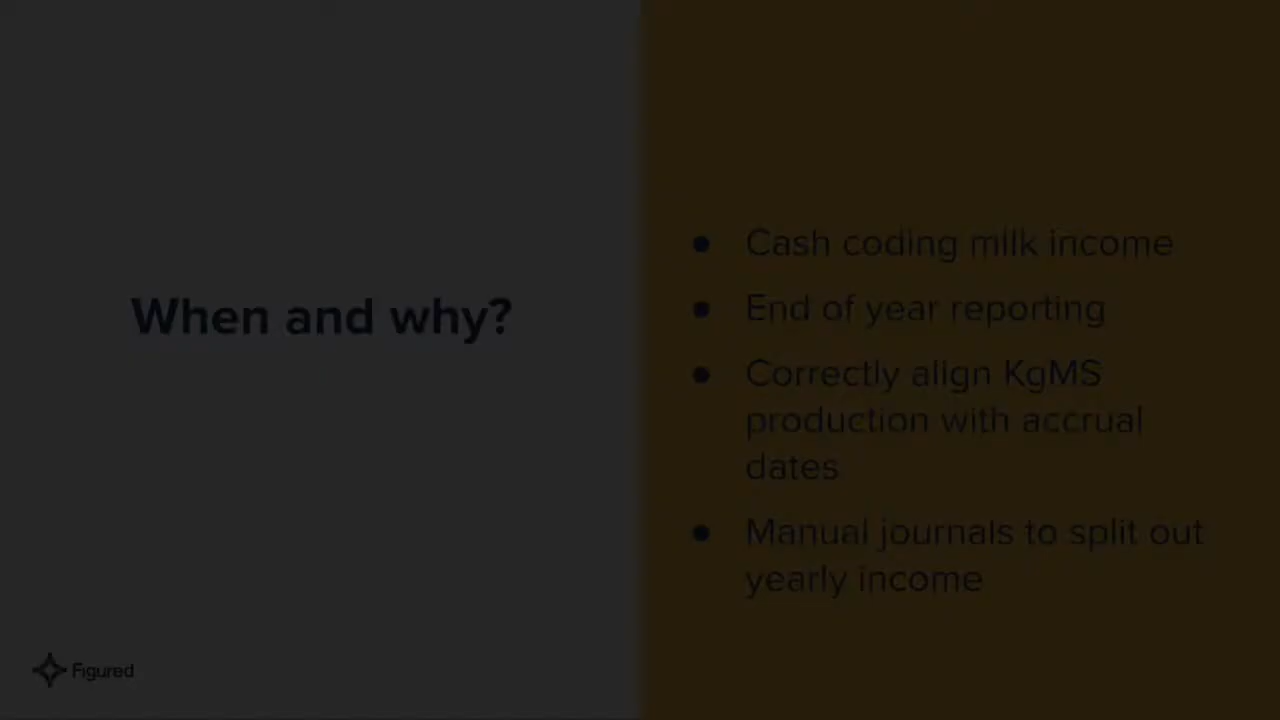 When and why?
● Cash coding milk income
● End of year reporting
● Correctly align KgMS
production with accrual
dates
● Manual journals to split out
yearly income
Figured